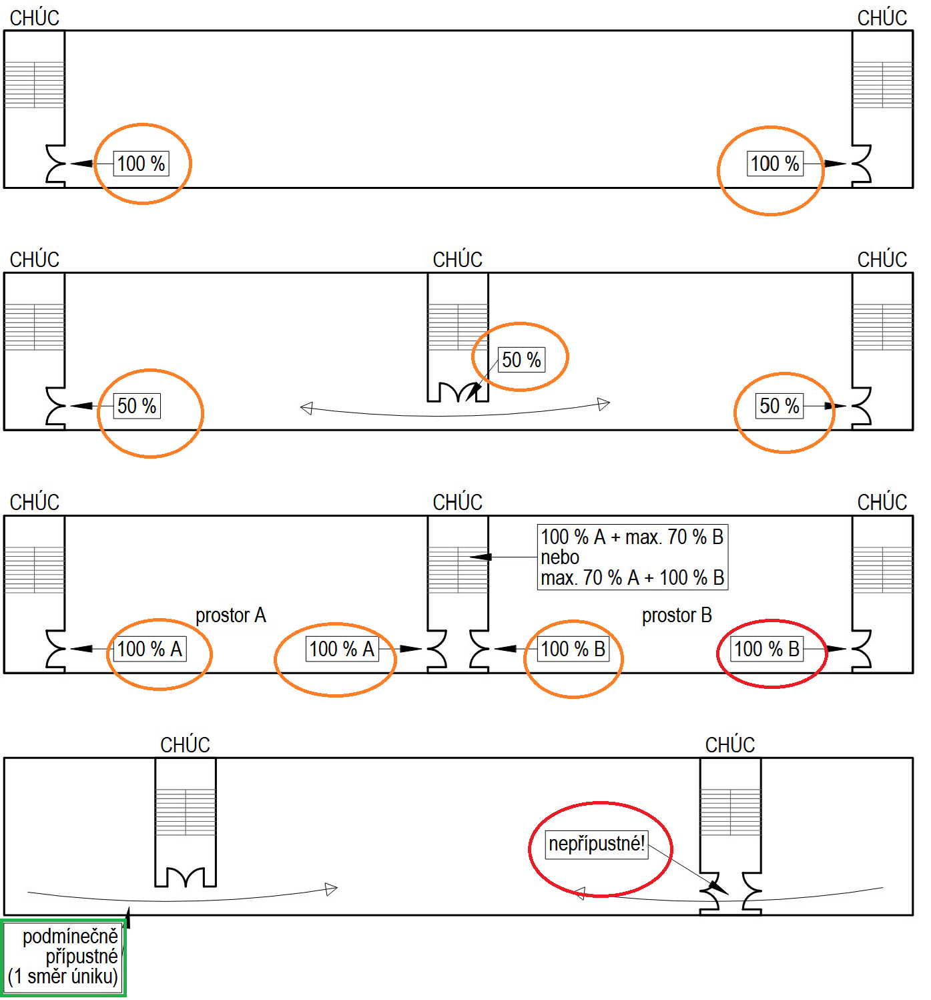 CHÚC
CHÚC
100 %
100 %
CHÚC
CHÚC
CHÚC
50 %
50 %
50 %
CHÚC
CHÚC
CHÚC
100 % A + max. 70 % B
nebo
max. 70 % A + 100 % B
prostor A
prostor B
100 % A
100 % A
100 % B
100 % B
CHÚC
CHÚC
nepřípustné!
podmínečně
přípustné
(1 směr úniku)